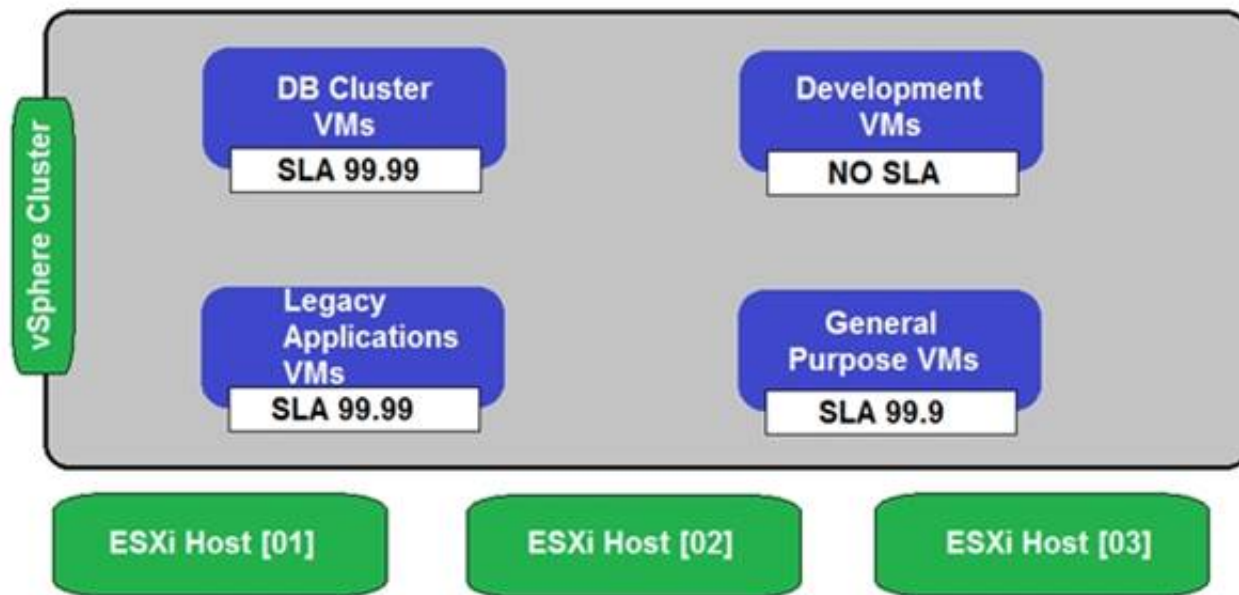 vSphere Cluster
DB Cluster
VMs
SLA 99.99
Development
VMs
NO SLA
Legacy
Applications
VMs
SLA 99.99
General
Purpose VMs
SLA 99.9
ESXi Host [01]
ESXi Host [02]
ESXi Host [03]